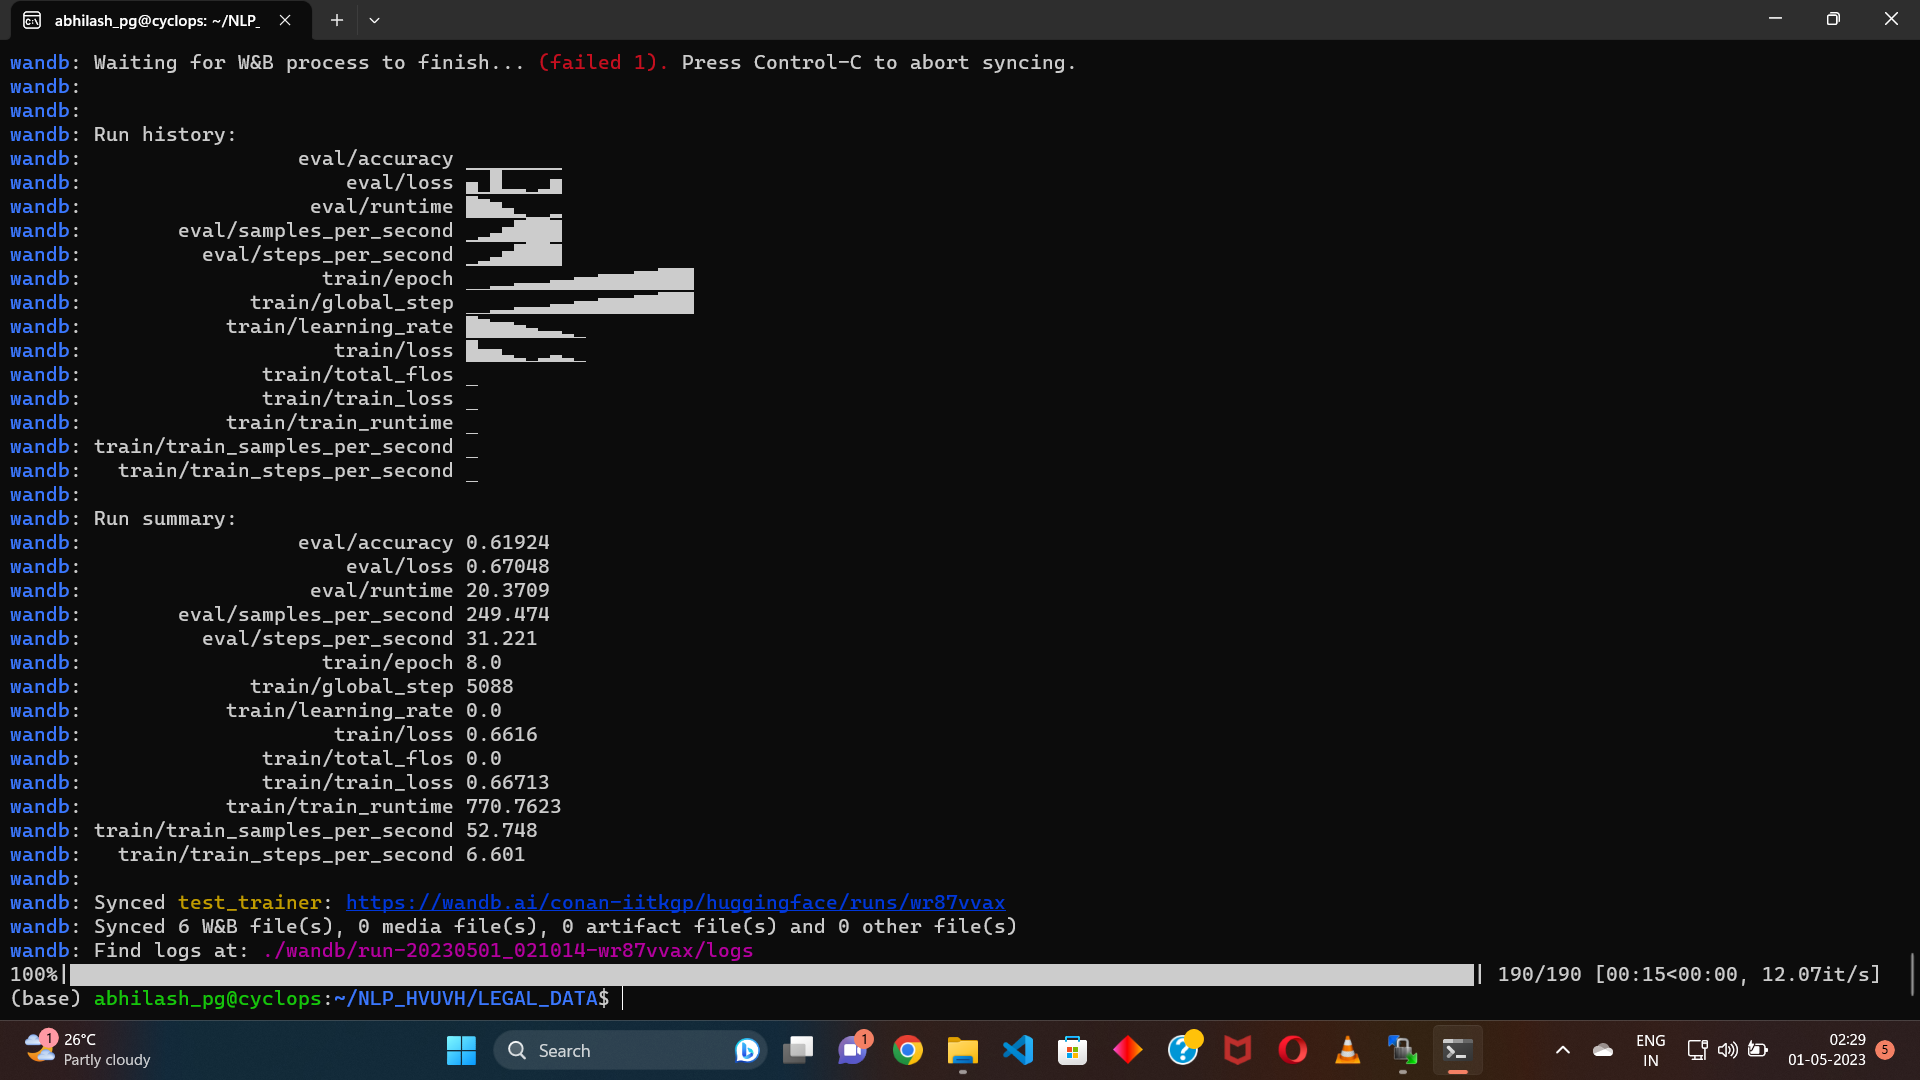 abhilash_pg@cyclops: ~/NLP_
wandb: Waiting for W&B process to finish... (failed 1). Press Control-C to abort syncing.
wandb:
wandb:
wandb: Run history:
wandb: eval/accuracy
wandb: eval/loss
wandb: eval/runtime
wandb: eval/samples_per_second
wandb: eval/steps_per_second
wandb: train/epoch
wandb: train/global_step
wandb: train/learning_rate
wandb: train/loss
wandb: train/total_flos
wandb: train/train_loss
wandb: train/train_runtime
wandb: train/train_samples_per_second
wandb: train/train_steps_per_second
wandb:
wandb: Run summary:
wandb: eval/accuracy 0.61924
wandb: eval/loss 0.67048
wandb: eval/runtime 20.3709
wandb: eval/samples_per_second 249.474
wandb: eval/steps_per_second 31.221
wandb: train/epoch 8.0
wandb: train/global_step 5088
wandb: train/learning_rate 0.0
wandb: train/loss 0.6616
wandb: train/total_flos 0.0
wandb: train/train_loss 0.66713
wandb: train/train_runtime 770.7623
wandb: train/train_samples_per_second 52.748
wandb: train/train_steps_per_second 6.601
wandb:
wandb: Synced test_trainer: https://wandb.ai/conan-iitkgp/huggingface/runs/wr87vvax
wandb: Synced 6 W&B file(s), 0 media file(s), 0 artifact file(s) and 0 other file(s)
wandb: Find logs at: ./wandb/run-20230501_021014-wr87vvax/logs
100%| | 190/190 [00:15<00:00, 12.07it/s]
(base) abhilash_pg@cyclops:~/NLP_HVUVH/LEGAL_DATA$
1
26°C
Partly cloudy
Search
1
ENG
IN
02:29
01-05-2023
5